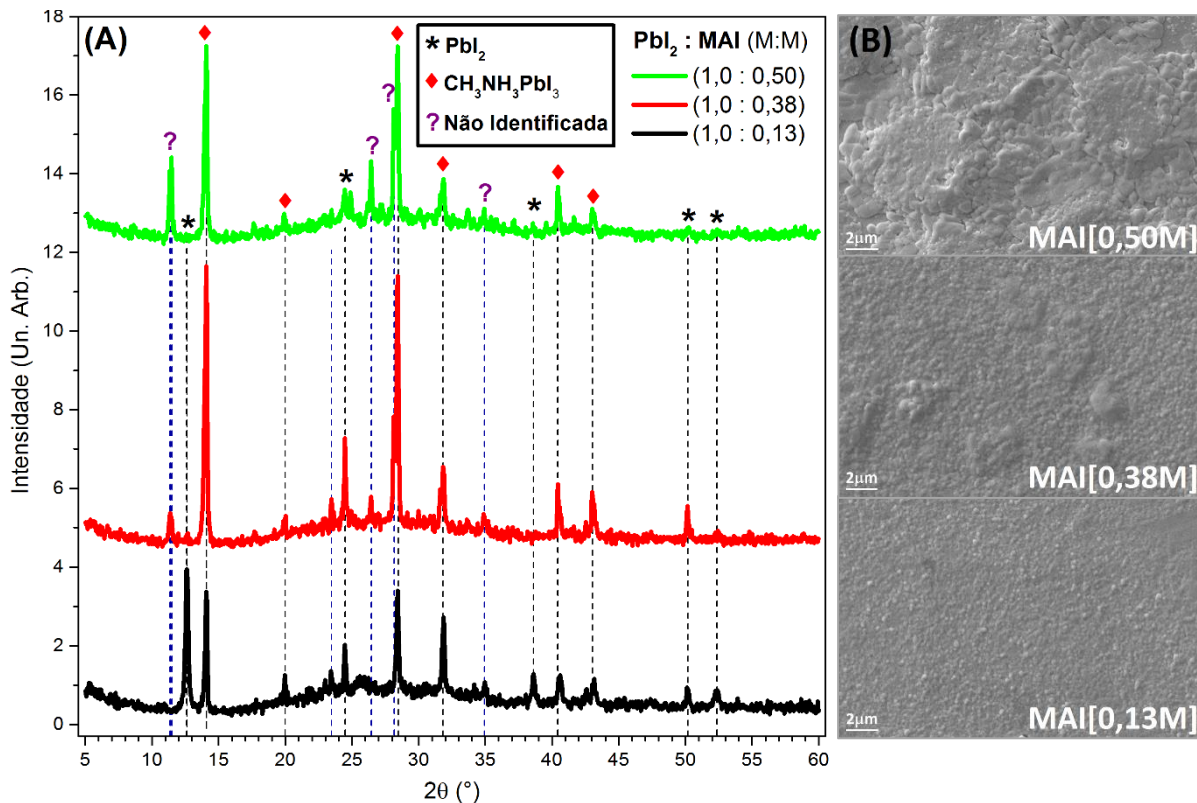 (A)
* PbI₂
♦ CH₃NH₃PbI₃
? Não Identificada
PbI₂ : MAI (M:M)
(1,0 : 0,50)
(1,0 : 0,38)
(1,0 : 0,13)
? * ♦ ♦ * ? ? ♦ ♦ ? * ♦ ♦ * *
Intensidade (Un. Arb.)
18
16
14
12
10
8
6
4
2
0
5 10 15 20 25 30 35 40 45 50 55 60
2θ (°)
(B)
2μm
MAI[0,50M]
2μm
MAI[0,38M]
2μm
MAI[0,13M]